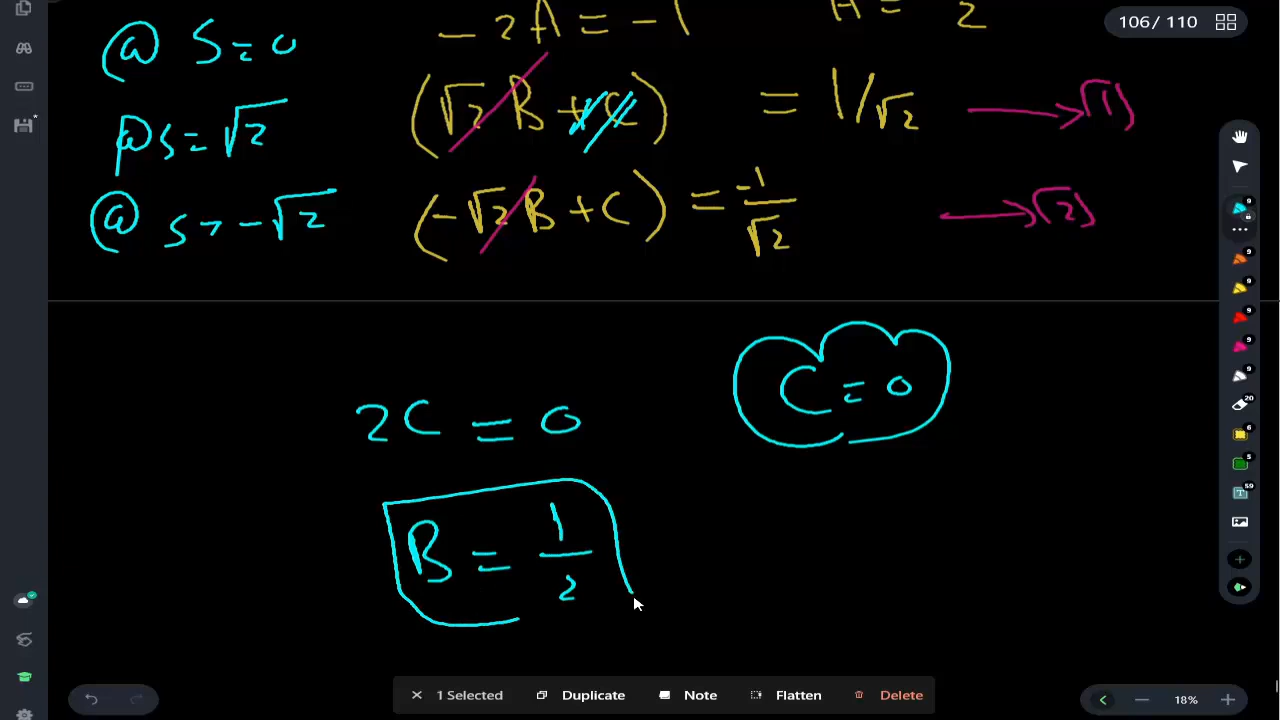 106/ 110
@ S=0
-2A = -1
A = 2
@ s=√2
(√2 B + C) = 1/√2 → (1)
@ s=-√2
(-√2 B + C) = -1/√2 → (2)
2C = 0
C = 0
B = 1/2
1 Selected Duplicate Note Flatten Delete
18%